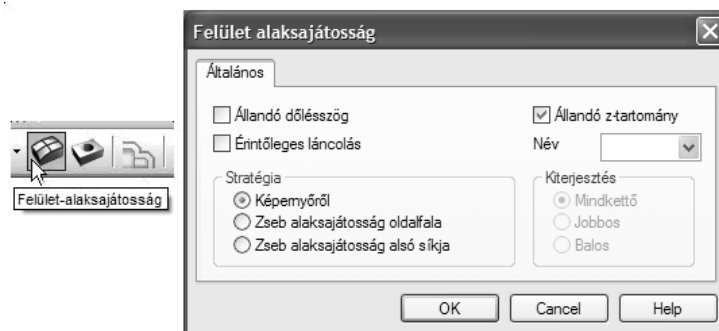 Felület alaksajátosság
Általános
Állandó dőlésszög
Állandó z-tartomány
Érintőleges láncolás
Név
Stratégia
Kiterjesztés
Képernyőről
Mindkettő
Zseb alaksajátosság oldalfala
Jobbos
Zseb alaksajátosság alsó síkja
Balos
Felület-alaksajátosság
OK
Cancel
Help